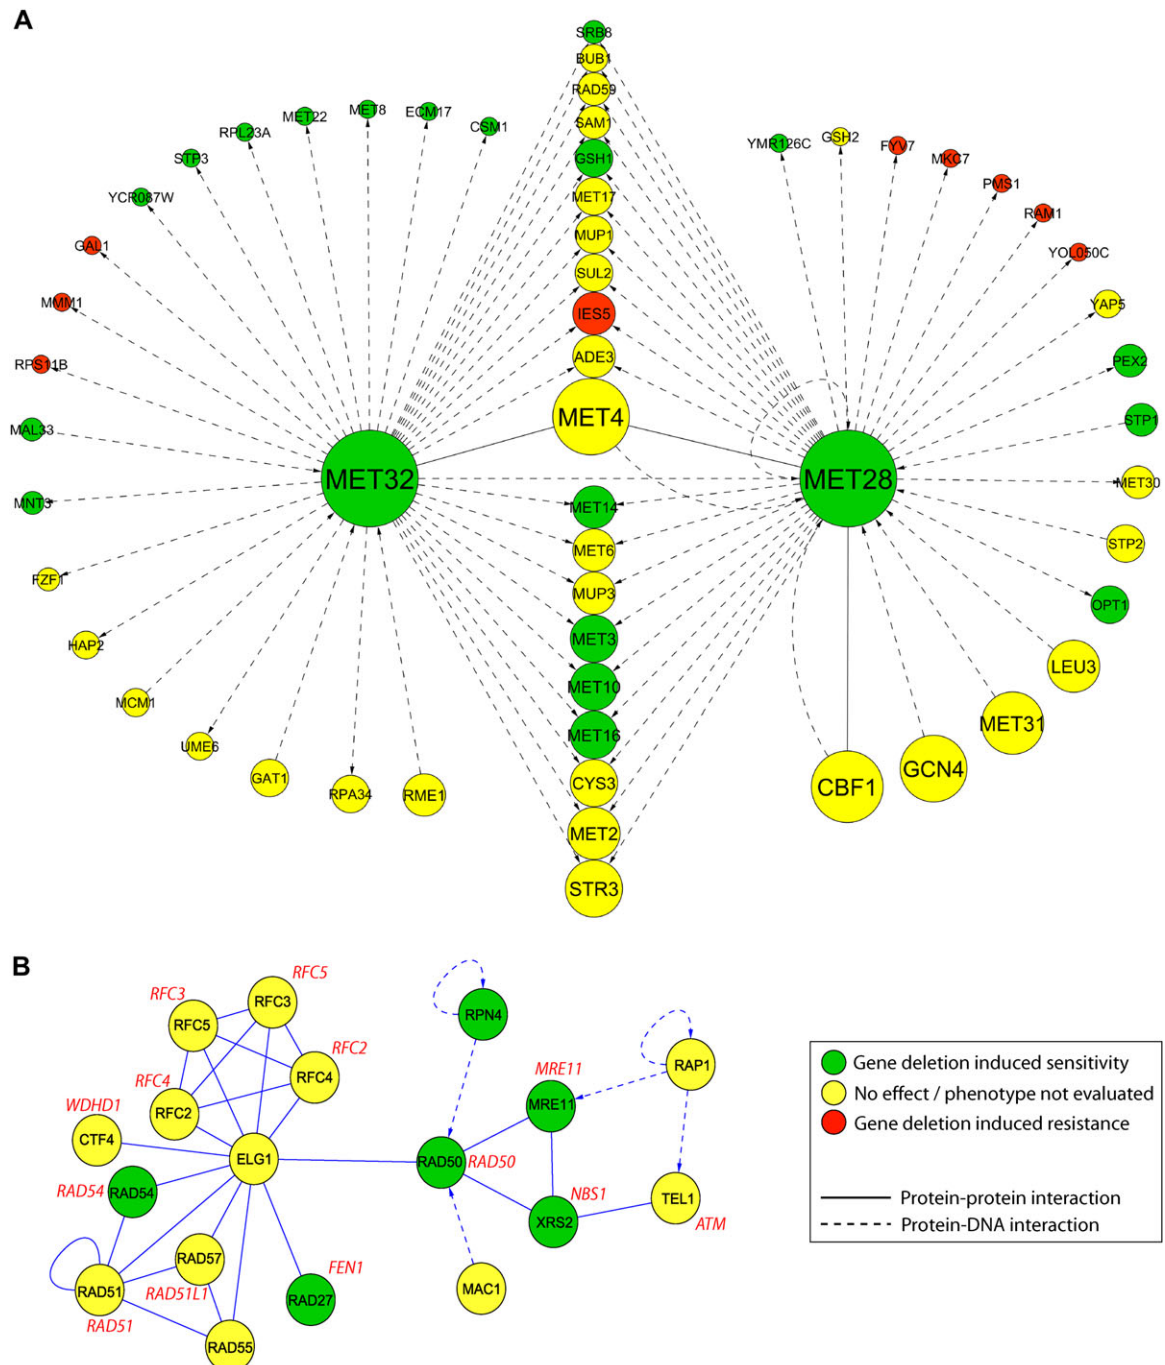 A
SRB8
BUB1
RAD59
SAM1
GSH1
MET17
MUP1
SUL2
IES5
ADE3
MET4
CSM1
ECM17
MET8
MET22
RPL23A
STP3
YCR087W
GAL1
MMM1
RPS11B
MAL33
MNT3
FZF1
HAP2
MCM1
UME6
GAT1
RPA34
RME1
MET32
MET28
YMR126C
GSH2
FYV7
MKC7
PMS1
RAM1
YOL050C
YAP5
PEX2
STP1
MET30
STP2
OPT1
LEU3
MET31
GCN4
CBF1
MET14
MET6
MUP3
MET3
MET10
MET16
CYS3
MET2
STR3
B
RFC5
RFC3
RFC3
RFC5
RFC2
RFC4
RFC4
RFC2
WDHD1
CTF4
ELG1
RAD54
RAD54
RAD57
RAD51L1
RAD51
RAD51
RAD55
FEN1
RAD27
RPN4
RAP1
MRE11
MRE11
RAD50
RAD50
NBS1
XRS2
TEL1
ATM
MAC1
Gene deletion induced sensitivity
No effect / phenotype not evaluated
Gene deletion induced resistance
Protein-protein interaction
Protein-DNA interaction